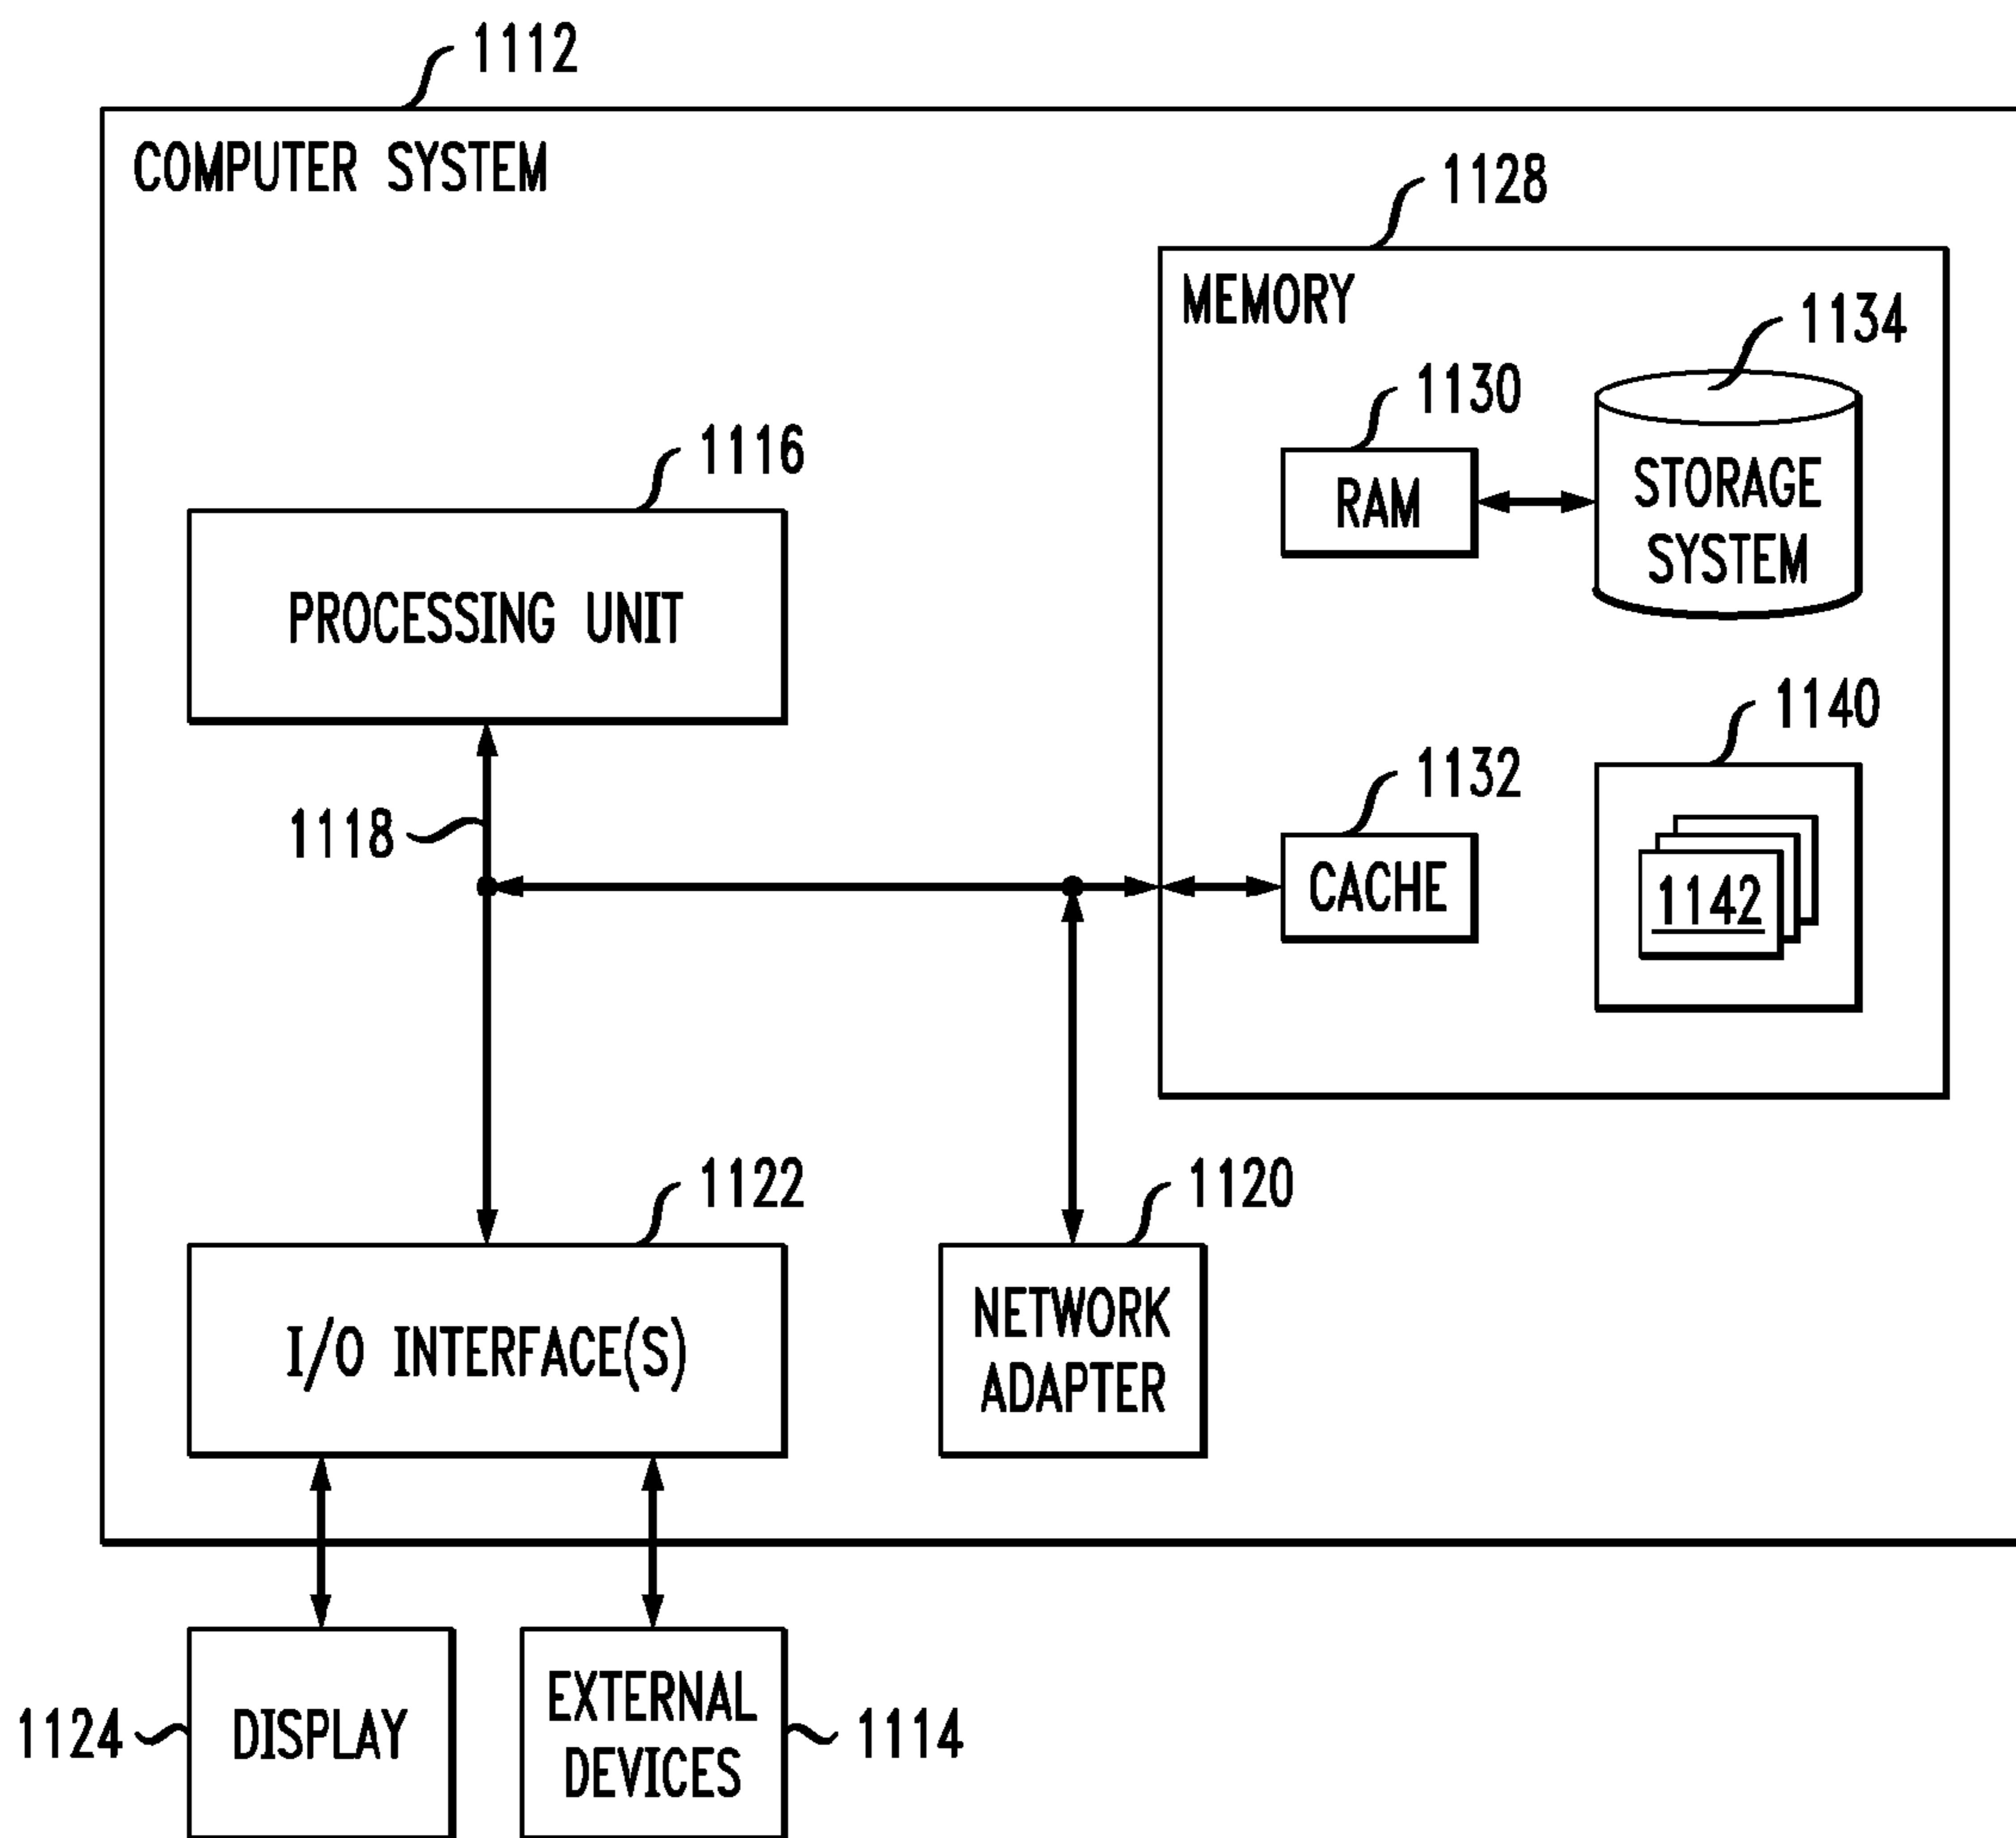 1112
COMPUTER SYSTEM
1128
MEMORY
1134
1130
RAM
STORAGE
SYSTEM
1116
PROCESSING UNIT
1140
1132
CACHE
1142
1118
1122
I/O INTERFACE(S)
1120
NETWORK
ADAPTER
1124
DISPLAY
EXTERNAL
DEVICES
1114